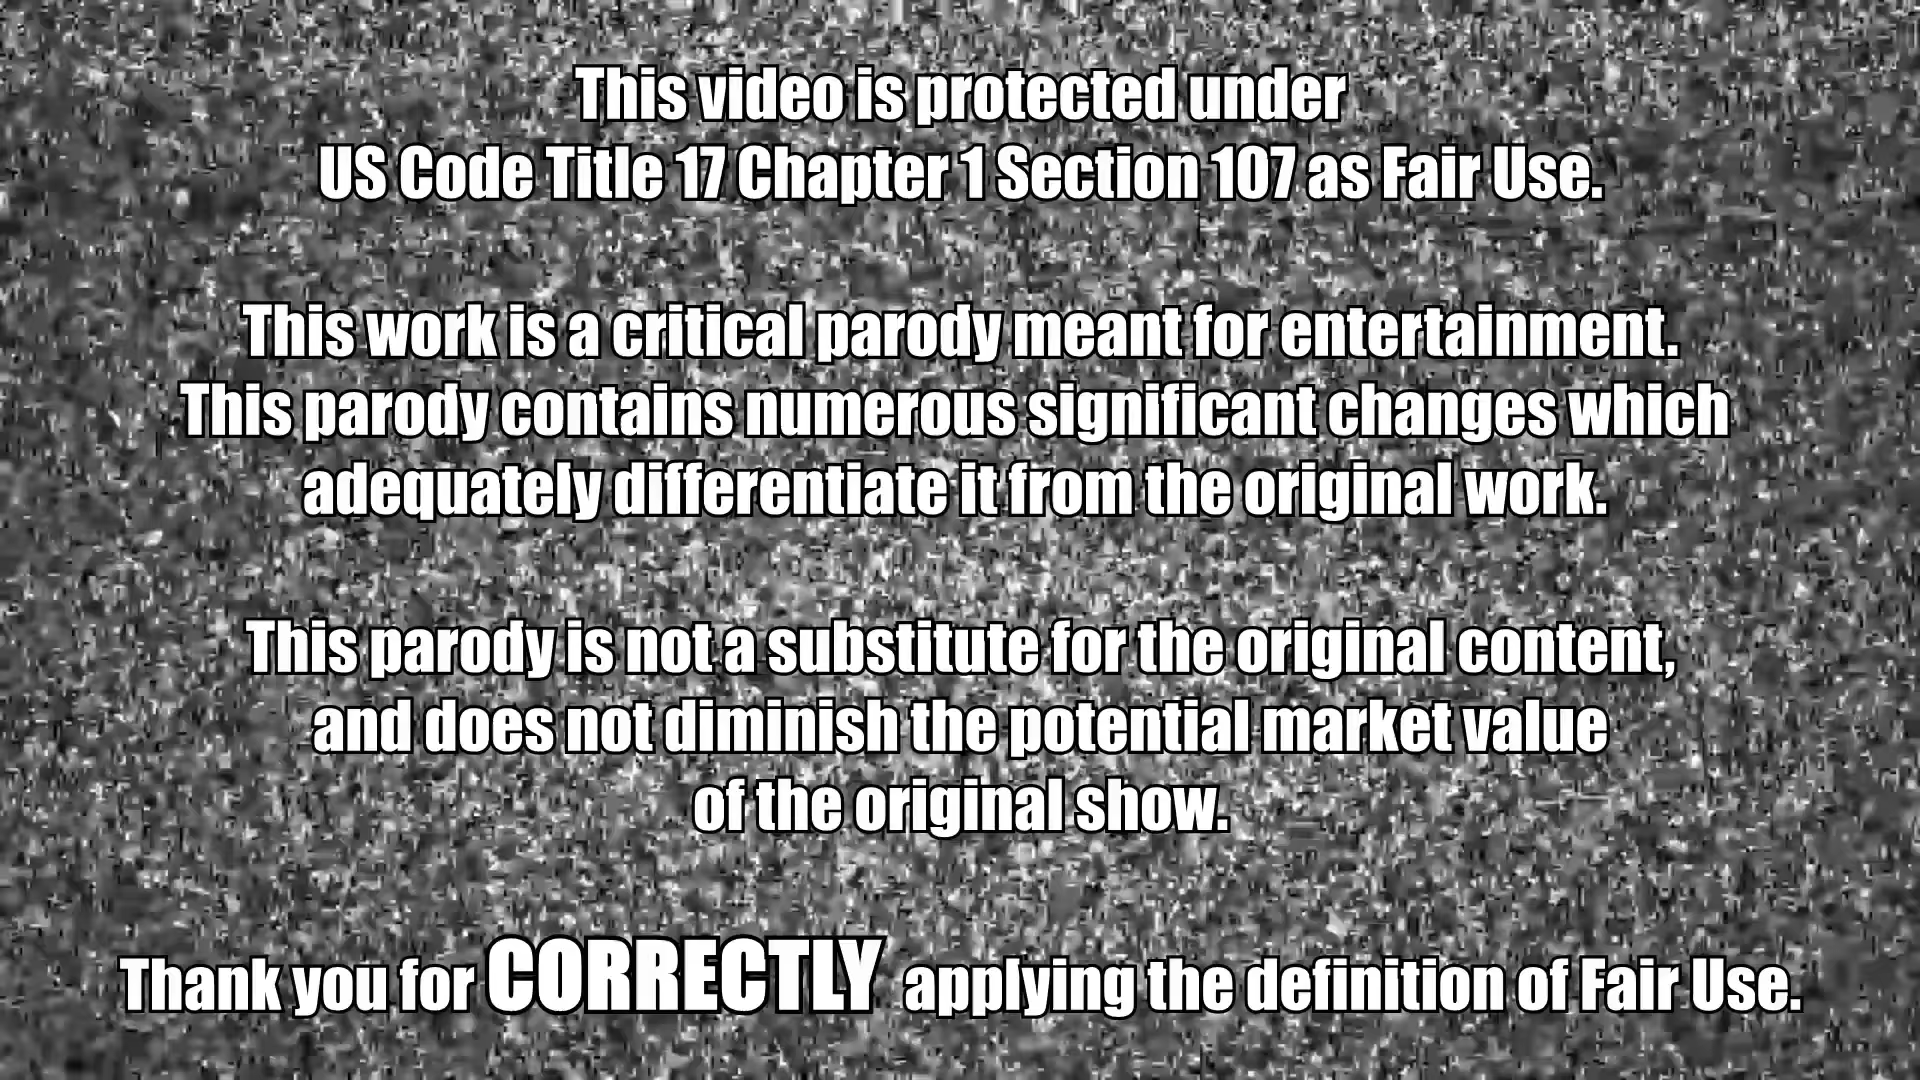 This video is protected under
US Code Title 17 Chapter 1 Section 107 as Fair Use.
This work is a critical parody meant for entertainment.
This parody contains numerous significant changes which
adequately differentiate it from the original work.
This parody is not a substitute for the original content,
and does not diminish the potential market value
of the original show.
Thank you for CORRECTLY applying the definition of Fair Use.